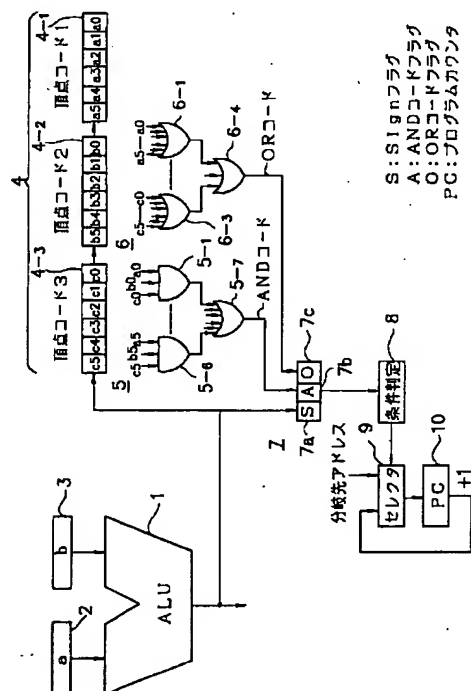 4
頂点コード3
頂点コード2
頂点コード1
4-3
4-2
4-1
c5 c4 c3 c2 c1 c0
b5 b4 b3 b2 b1 b0
a5 a4 a3 a2 a1 a0
5
c5 b5 a5
c0 b0 a0
5-6
5-1
5-7
ANDコード
6
c5─c0
a5─a0
6-3
6-1
6-4
ORコード
2
a
3
b
1
ALU
7
S A O
7a
7b
7c
条件判定
8
分岐先アドレス
セレクタ
9
PC
10
+1
S:Signフラグ
A:ANDコードフラグ
O:ORコードフラグ
PC:プログラムカウンタ